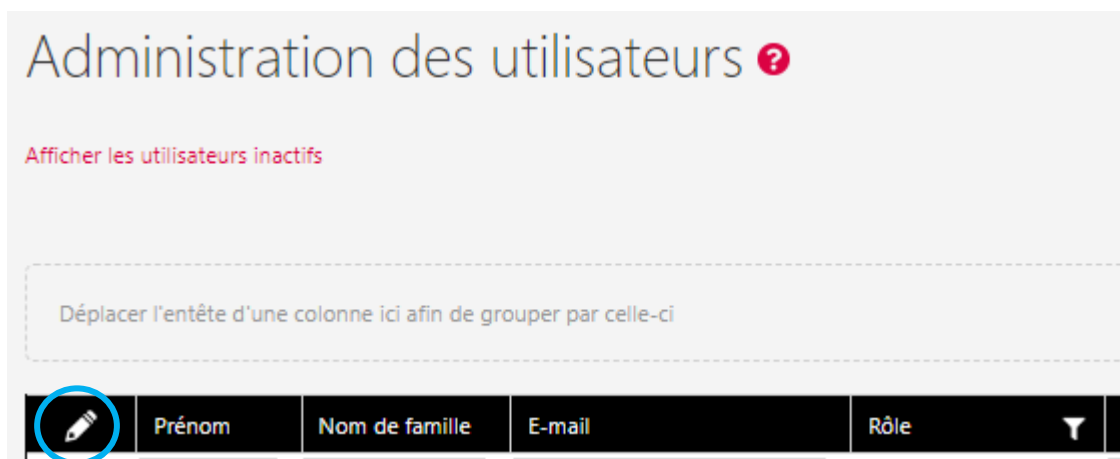 Administration des utilisateurs ?
Afficher les utilisateurs inactifs
Déplacer l'entête d'une colonne ici afin de grouper par celle-ci
Prénom Nom de famille E-mail Rôle